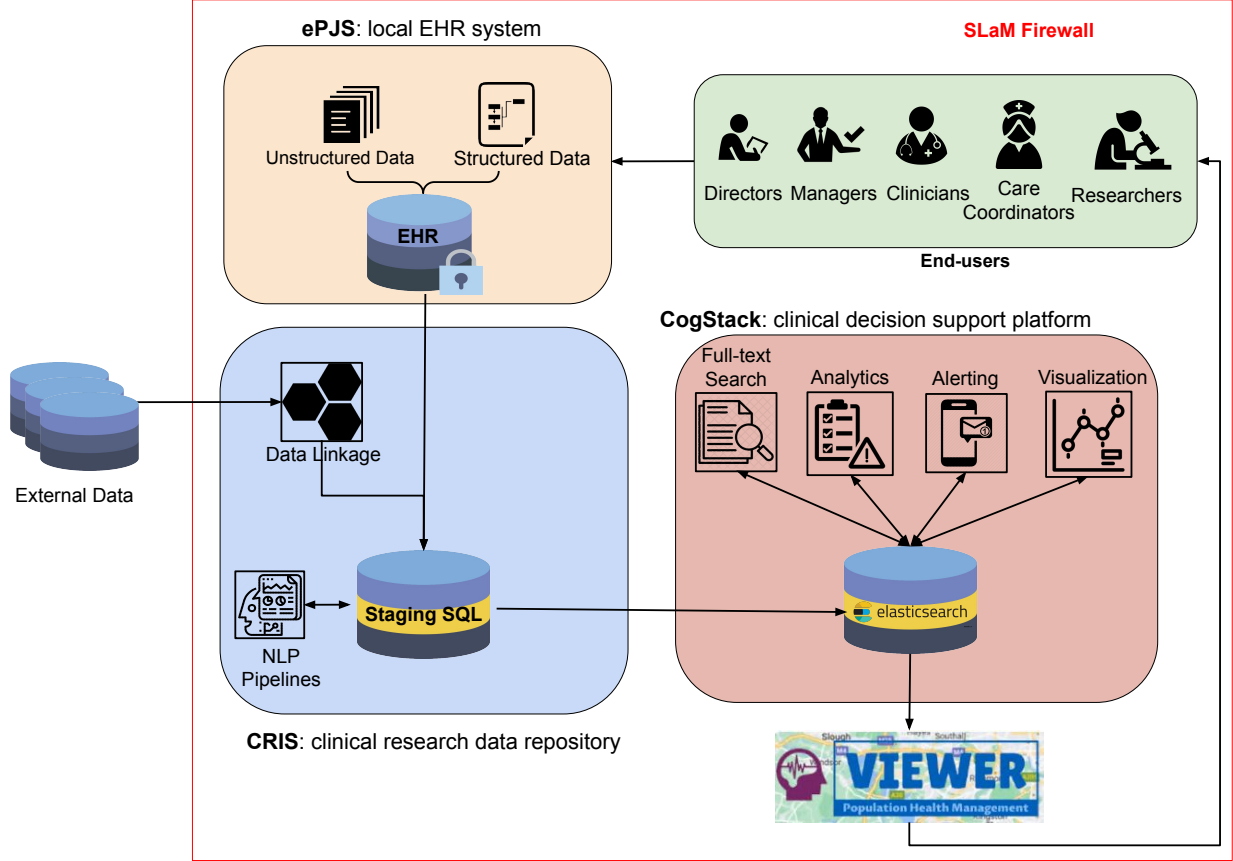 ePJS: local EHR system
SLaM Firewall
Unstructured Data
Structured Data
EHR
Directors
Managers
Clinicians
Care
Coordinators
Researchers
End-users
CogStack: clinical decision support platform
Full-text
Search
Analytics
Alerting
Visualization
External Data
Data Linkage
Staging SQL
NLP
Pipelines
elasticsearch
CRIS: clinical research data repository
Slough
Southall
VIEWER
Population Health Management